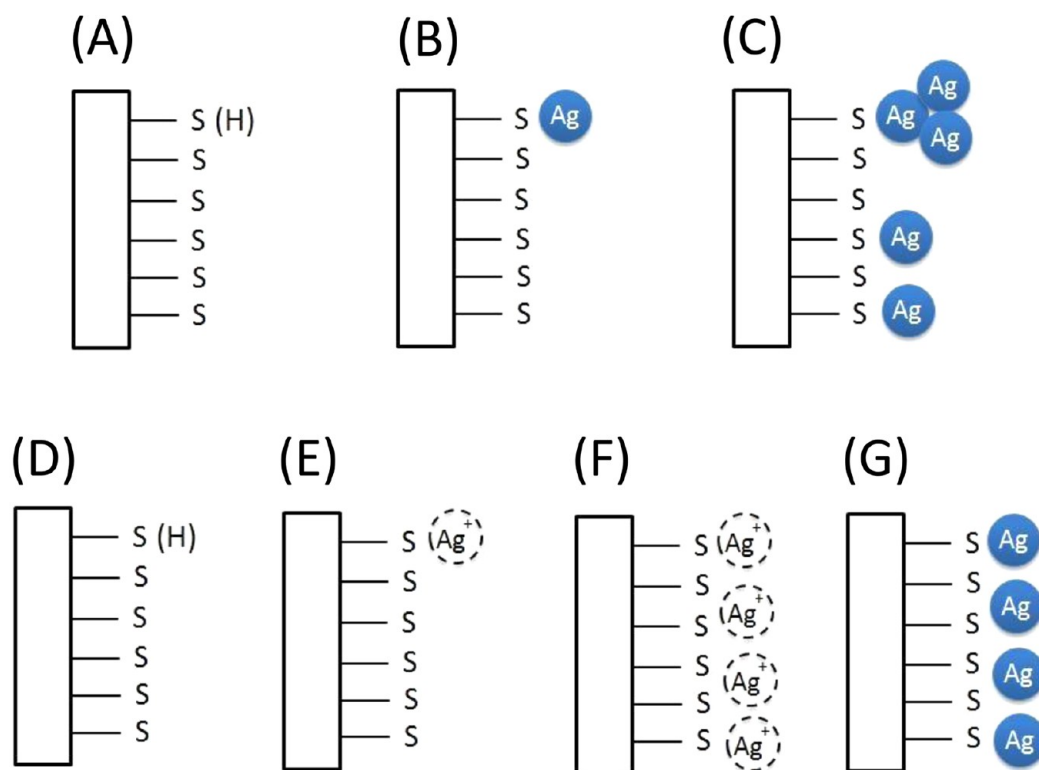 (A) (B) (C)
Ag
S (H) S Ag S Ag
Ag
S S S
S S S
S S S Ag
S S S
S S S Ag
(D) (E) (F) (G)
S (H) S Ag+ S Ag+ S Ag
S S S S
S S S Ag+ S Ag
S S S S
S S S Ag+ S Ag
S S S Ag+ S Ag